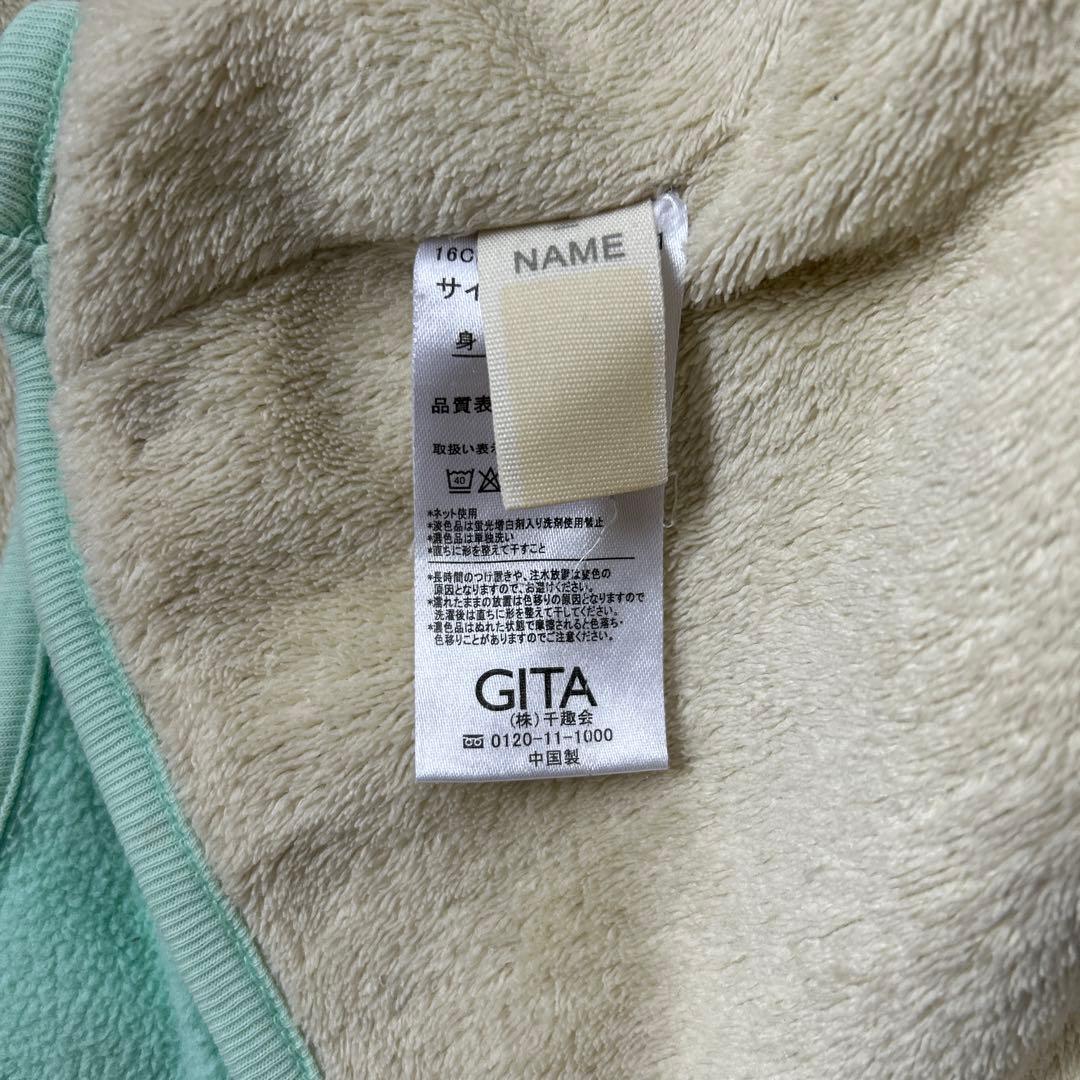 NAME
16C
サイ
身
品質表
取扱い表示
40
*ネット使用
*淡色品は蛍光増白剤入り洗剤使用禁止
*濃色品は単独洗い
*直ちに形を整えて干すこと
*長時間のつけ置きや、注水放置は変色の
原因となりますので、お避けください。
*濡れたままの放置は色移りの原因となりますので
洗濯後は直ちに形を整えて干してください。
*濃色品はぬれた状態で摩擦されると色落ち・
色移りことがありますのでご注意ください。
GITA
(株)千趣会
0120-11-1000
中国製